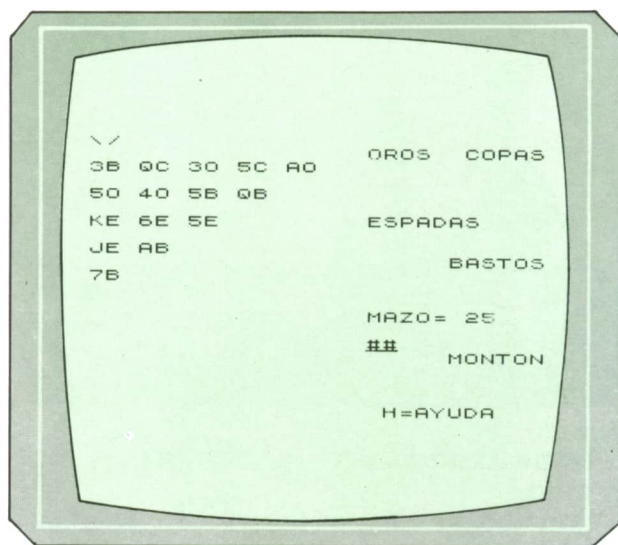 \/
3B QC 3O 5C AO
5O 4O 5B QB
KE 6E 5E
JE AB
7B
OROS COPAS
ESPADAS
BASTOS
MAZO= 25
##
MONTON
H=AYUDA